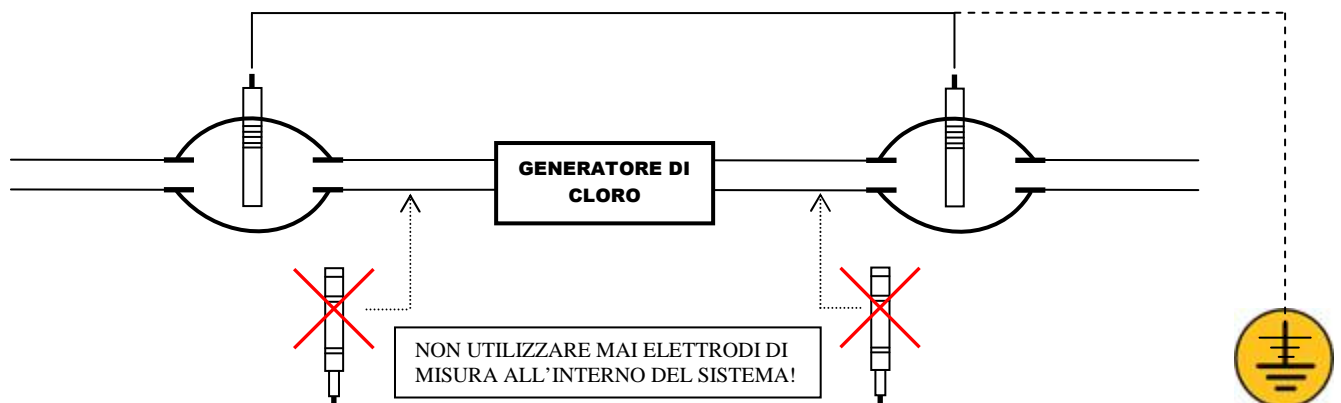 GENERATORE DI
CLORO
NON UTILIZZARE MAI ELETTRODI DI
MISURA ALL'INTERNO DEL SISTEMA!